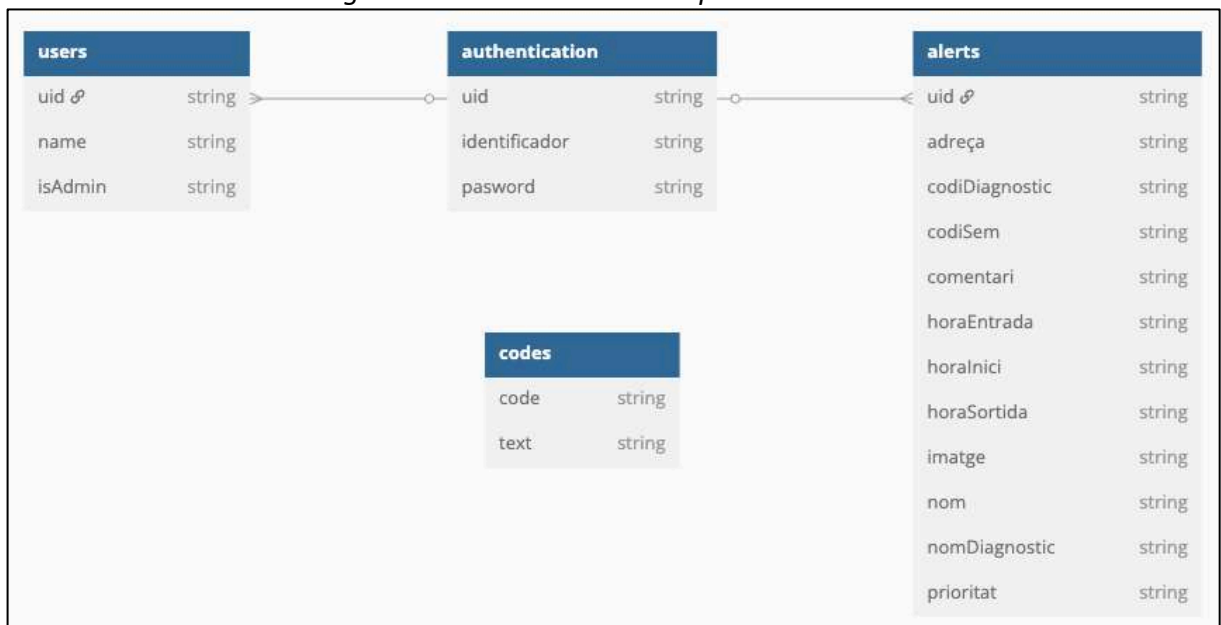 users
uid string
name string
isAdmin string
authentication
uid string
identificador string
pasword string
codes
code string
text string
alerts
uid string
adreça string
codiDiagnostic string
codiSem string
comentari string
horaEntrada string
horaInici string
horaSortida string
imatge string
nom string
nomDiagnostic string
prioritat string